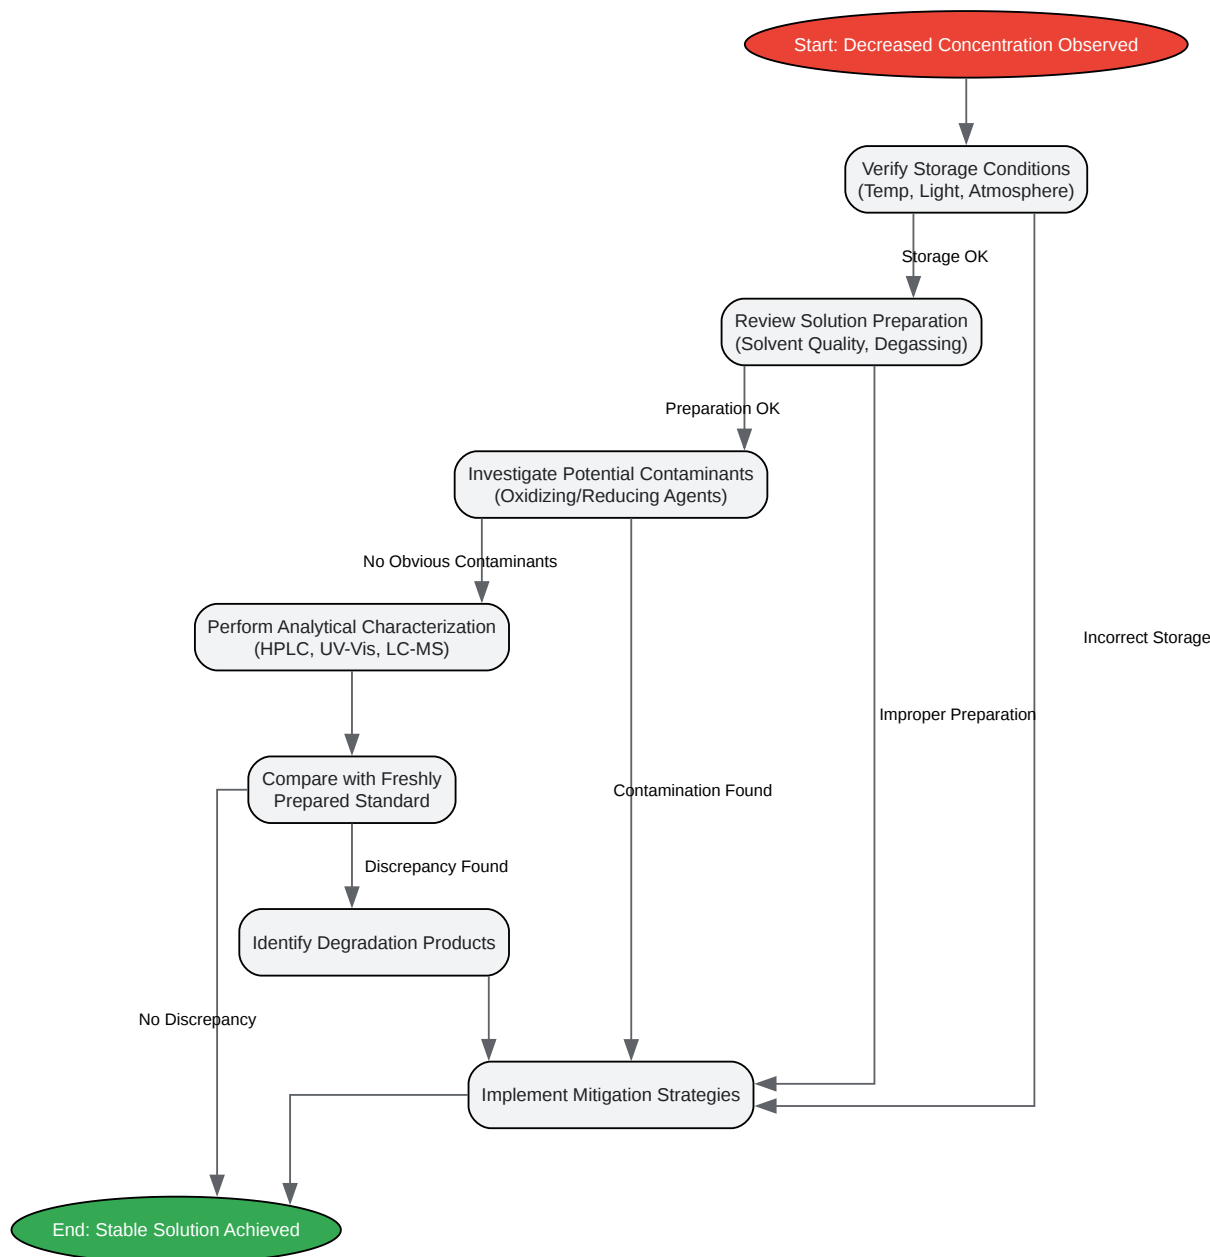 Start: Decreased Concentration Observed
Verify Storage Conditions
(Temp, Light, Atmosphere)
Storage OK
Review Solution Preparation
(Solvent Quality, Degassing)
Preparation OK
Investigate Potential Contaminants
(Oxidizing/Reducing Agents)
No Obvious Contaminants
Perform Analytical Characterization
(HPLC, UV-Vis, LC-MS)
Incorrect Storage
Improper Preparation
Compare with Freshly
Prepared Standard
Contamination Found
Discrepancy Found
Identify Degradation Products
No Discrepancy
Implement Mitigation Strategies
End: Stable Solution Achieved